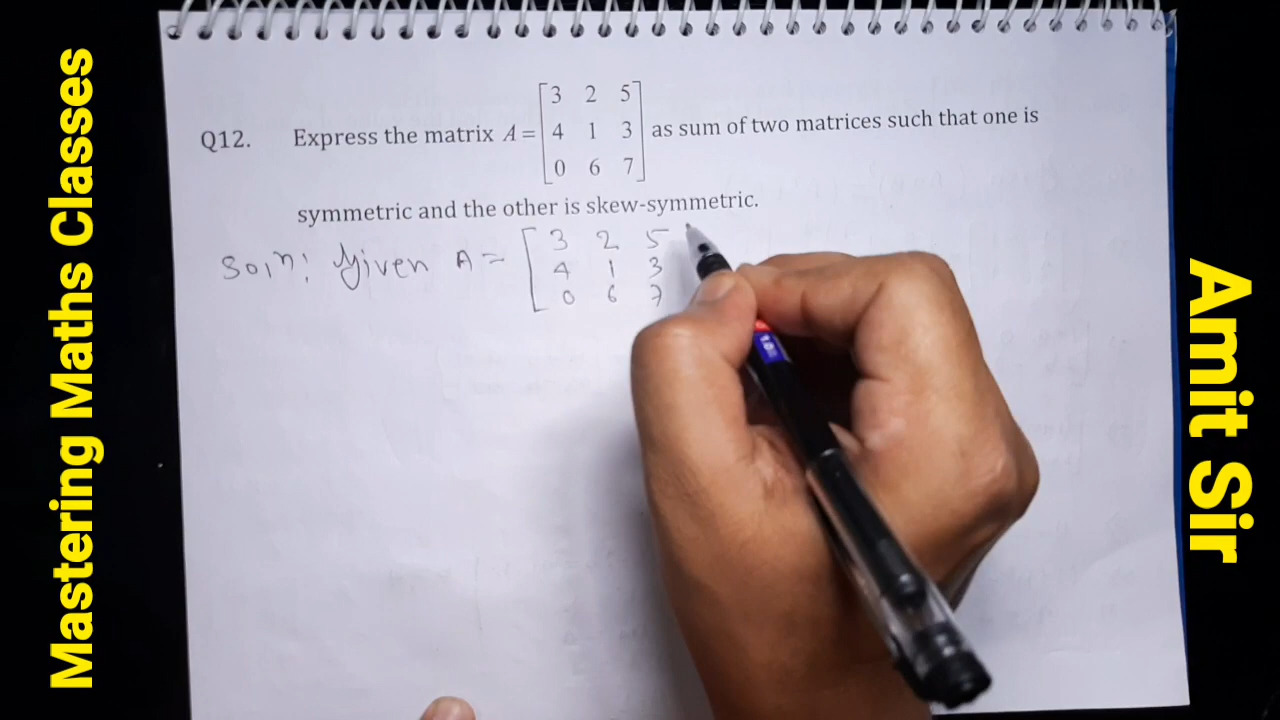 Mastering Maths Classes
Q12. Express the matrix A = [3 2 5
4 1 3
0 6 7] as sum of two matrices such that one is
symmetric and the other is skew-symmetric.
Soln: Given A = [3 2 5
4 1 3
0 6 7
Amit Sir